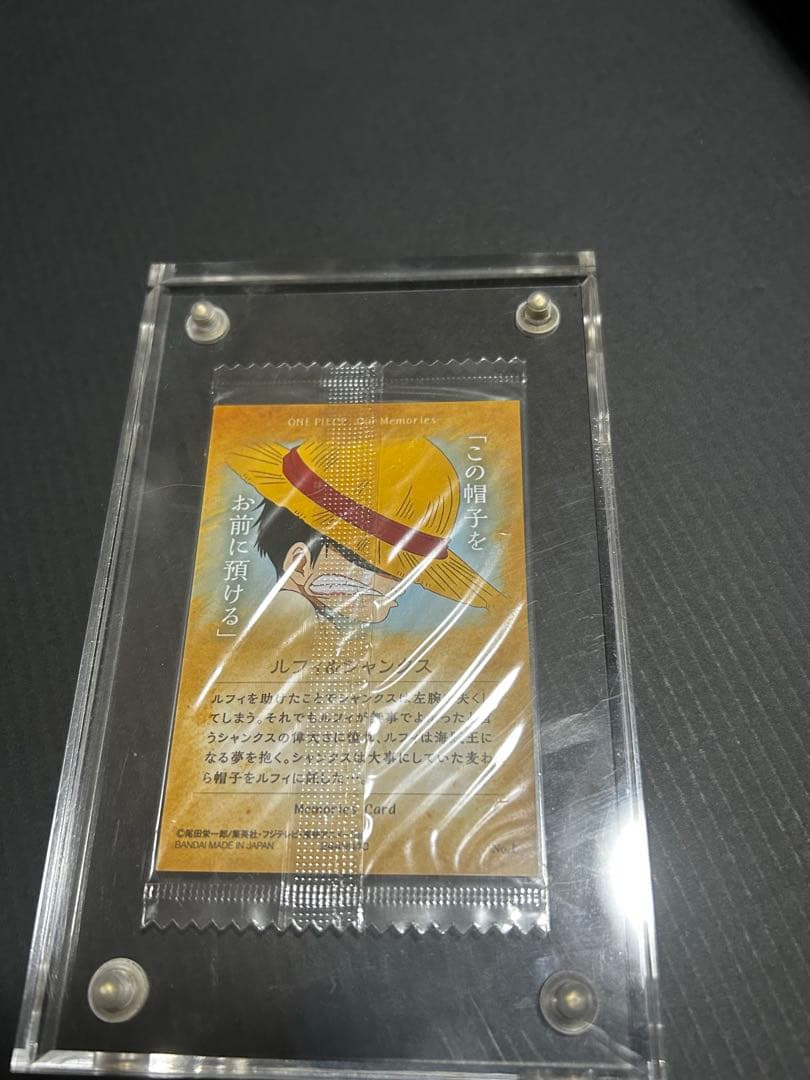 ONE PIECE Our Memories
「この帽子を
お前に預ける」
ルフィ&シャンクス
ルフィを助けたことでシャンクスは左腕 失く
てしまう。それでもルフィが無事でよかったと言
うシャンクスの偉大さに憧れ、ルフィは海賊王に
なる夢を抱く。シャンクスは大事にしていた麦わ
ら帽子をルフィに託した…。
Memories Card
©尾田栄一郎/集英社・フジテレビ・東映アニメーション
BANDAI MADE IN JAPAN
No.1